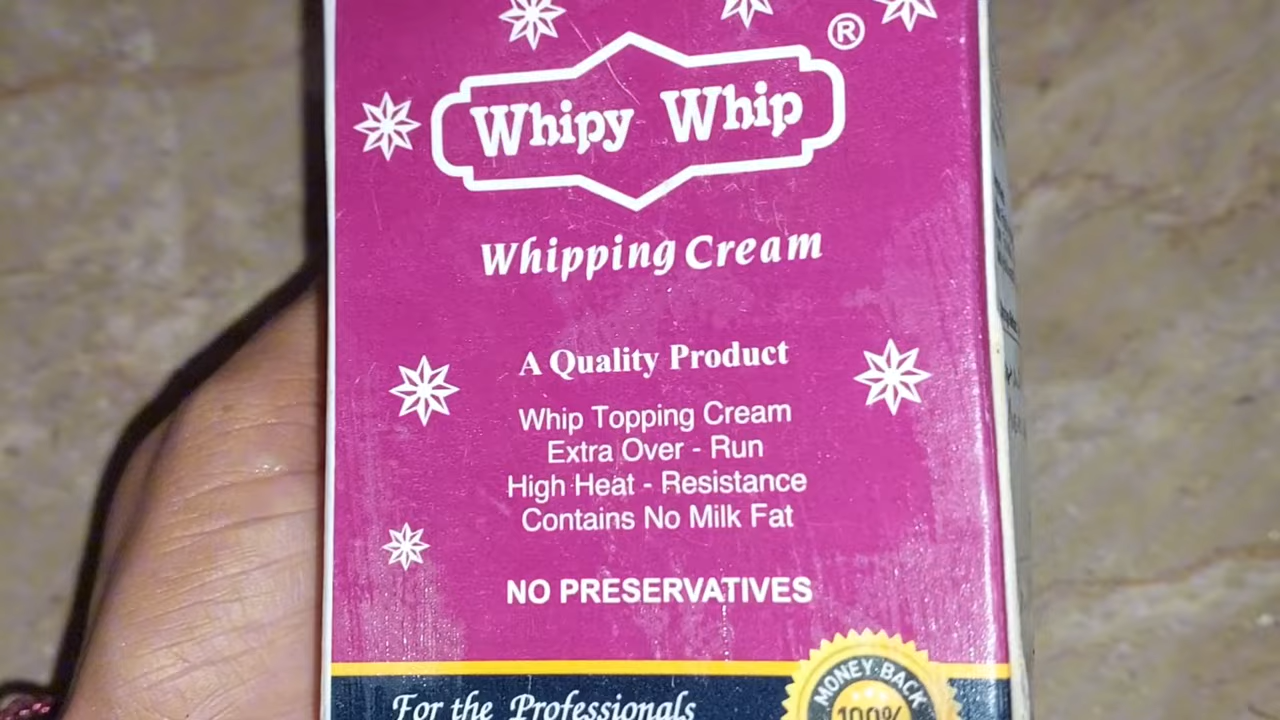 Whipy Whip ®
Whipping Cream
A Quality Product
Whip Topping Cream
Extra Over - Run
High Heat - Resistance
Contains No Milk Fat
NO PRESERVATIVES
For the Professionals
MONEY BACK
100%